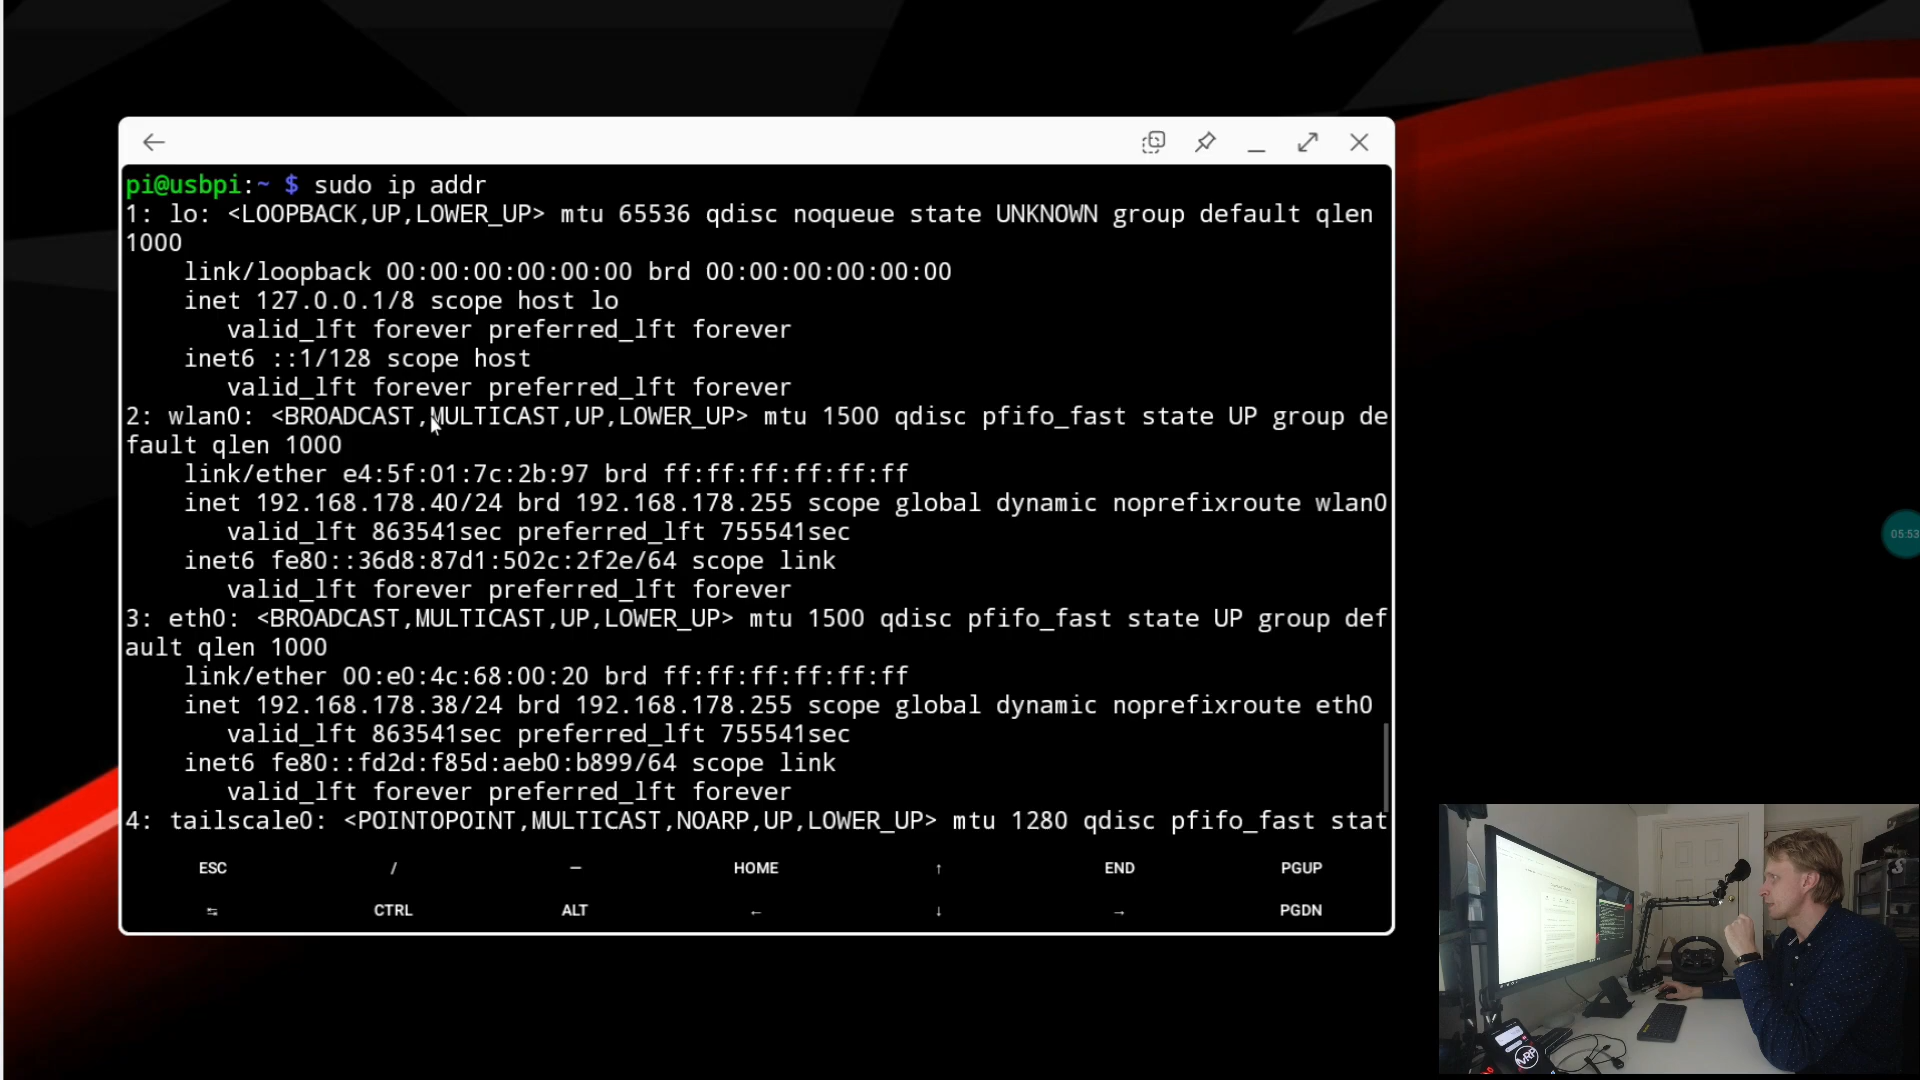 pi@usbpi:~ $ sudo ip addr
1: lo: <LOOPBACK,UP,LOWER_UP> mtu 65536 qdisc noqueue state UNKNOWN group default qlen
1000
link/loopback 00:00:00:00:00:00 brd 00:00:00:00:00:00
inet 127.0.0.1/8 scope host lo
valid_lft forever preferred_lft forever
inet6 ::1/128 scope host
valid_lft forever preferred_lft forever
2: wlan0: <BROADCAST,MULTICAST,UP,LOWER_UP> mtu 1500 qdisc pfifo_fast state UP group de
fault qlen 1000
link/ether e4:5f:01:7c:2b:97 brd ff:ff:ff:ff:ff:ff
inet 192.168.178.40/24 brd 192.168.178.255 scope global dynamic noprefixroute wlan0
valid_lft 863541sec preferred_lft 755541sec
inet6 fe80::36d8:87d1:502c:2f2e/64 scope link
valid_lft forever preferred_lft forever
3: eth0: <BROADCAST,MULTICAST,UP,LOWER_UP> mtu 1500 qdisc pfifo_fast state UP group def
ault qlen 1000
link/ether 00:e0:4c:68:00:20 brd ff:ff:ff:ff:ff:ff
inet 192.168.178.38/24 brd 192.168.178.255 scope global dynamic noprefixroute eth0
valid_lft 863541sec preferred_lft 755541sec
inet6 fe80::fd2d:f85d:aeb0:b899/64 scope link
valid_lft forever preferred_lft forever
4: tailscale0: <POINTOPOINT,MULTICAST,NOARP,UP,LOWER_UP> mtu 1280 qdisc pfifo_fast stat
ESC / — HOME ↑ END PGUP
↹ CTRL ALT ← ↓ → PGDN
05:53